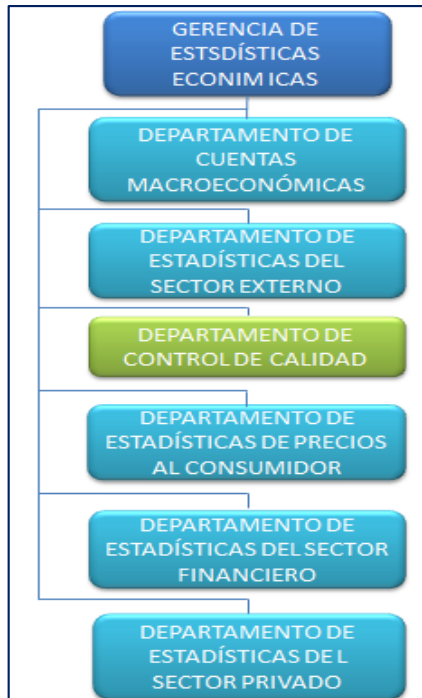 GERENCIA DE
ESTSDÍSTICAS
ECONIM ICAS
DEPARTAMENTO DE
CUENTAS
MACROECONÓMICAS
DEPARTAMENTO DE
ESTADÍSTICAS DEL
SECTOR EXTERNO
DEPARTAMENTO DE
CONTROL DE CALIDAD
DEPARTAMENTO DE
ESTADÍSTICAS DE PRECIOS
AL CONSUMIDOR
DEPARTAMENTO DE
ESTADÍSTICAS DEL SECTOR
FINANCIERO
DEPARTAMENTO DE
ESTADÍSTICAS DE L
SECTOR PRIVADO